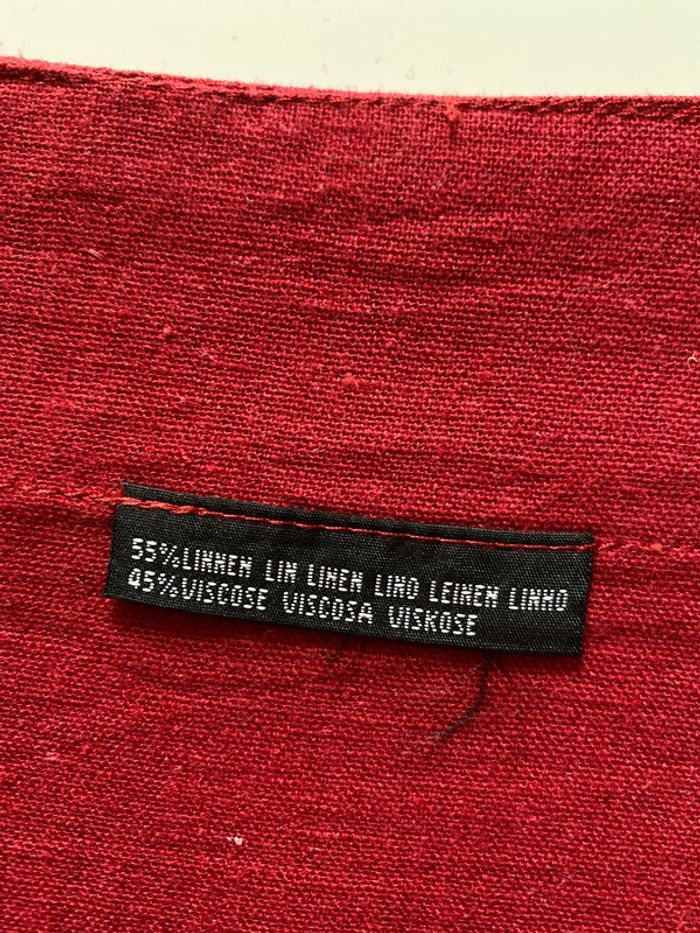 55%LINNEN LIN LINEN LINO LEINEN LINHO
45%VISCOSE VISCOSA VISKOSE